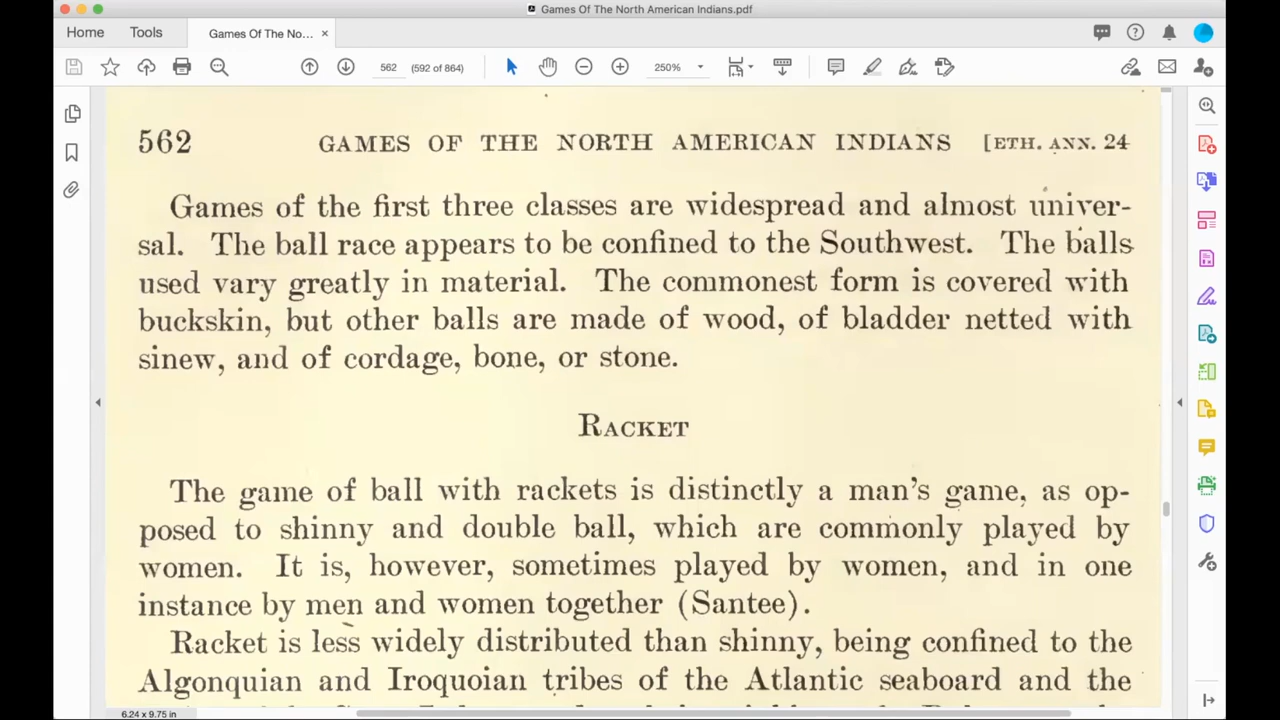 Games Of The North American Indians.pdf
Home Tools Games Of The No... ×
562 (592 of 864) 250%
562 GAMES OF THE NORTH AMERICAN INDIANS [ETH. ANN. 24
Games of the first three classes are widespread and almost univer-
sal. The ball race appears to be confined to the Southwest. The balls
used vary greatly in material. The commonest form is covered with
buckskin, but other balls are made of wood, of bladder netted with
sinew, and of cordage, bone, or stone.
RACKET
The game of ball with rackets is distinctly a man's game, as op-
posed to shinny and double ball, which are commonly played by
women. It is, however, sometimes played by women, and in one
instance by men and women together (Santee).
Racket is less widely distributed than shinny, being confined to the
Algonquian and Iroquoian tribes of the Atlantic seaboard and the
6.24 x 9.75 in